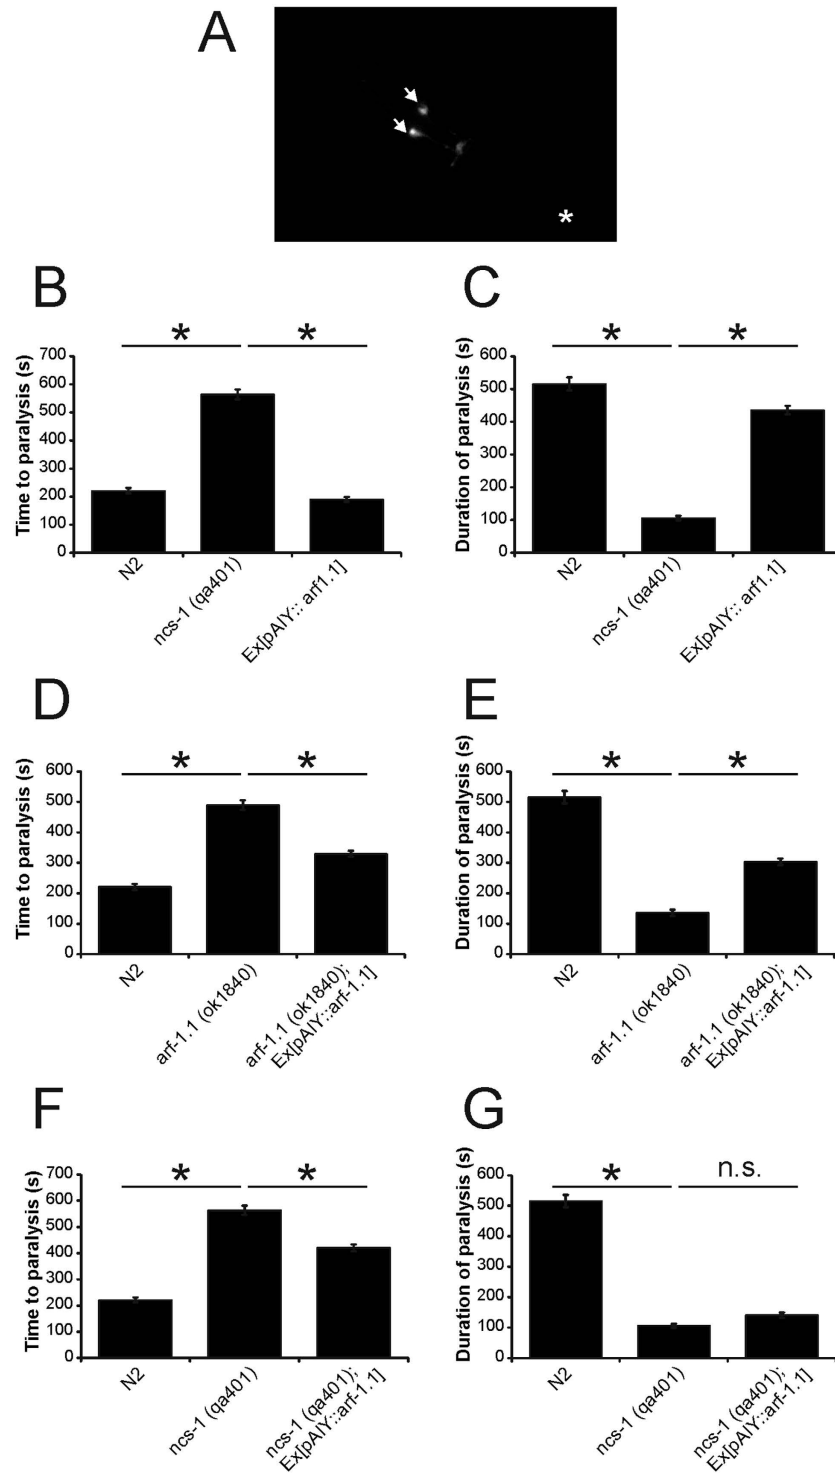 A
*
B
* *
Time to paralysis (s)
700
600
500
400
300
200
100
0
N2
ncs-1 (qa401)
Ex[pAIY:: arf1.1]
C
* *
Duration of paralysis (s)
600
500
400
300
200
100
0
N2
ncs-1 (qa401)
Ex[pAIY:: arf1.1]
D
* *
Time to paralysis (s)
600
500
400
300
200
100
0
N2
arf-1.1 (ok1840)
arf-1.1 (ok1840);
Ex[pAIY::arf-1.1]
E
* *
Duration of paralysis (s)
600
500
400
300
200
100
0
N2
arf-1.1 (ok1840)
arf-1.1 (ok1840);
Ex[pAIY::arf-1.1]
F
* *
Time to paralysis (s)
700
600
500
400
300
200
100
0
N2
ncs-1 (qa401)
ncs-1 (qa401);
Ex[pAIY::arf-1.1]
G
* n.s.
Duration of paralysis (s)
600
500
400
300
200
100
0
N2
ncs-1 (qa401)
ncs-1 (qa401);
Ex[pAIY::arf-1.1]